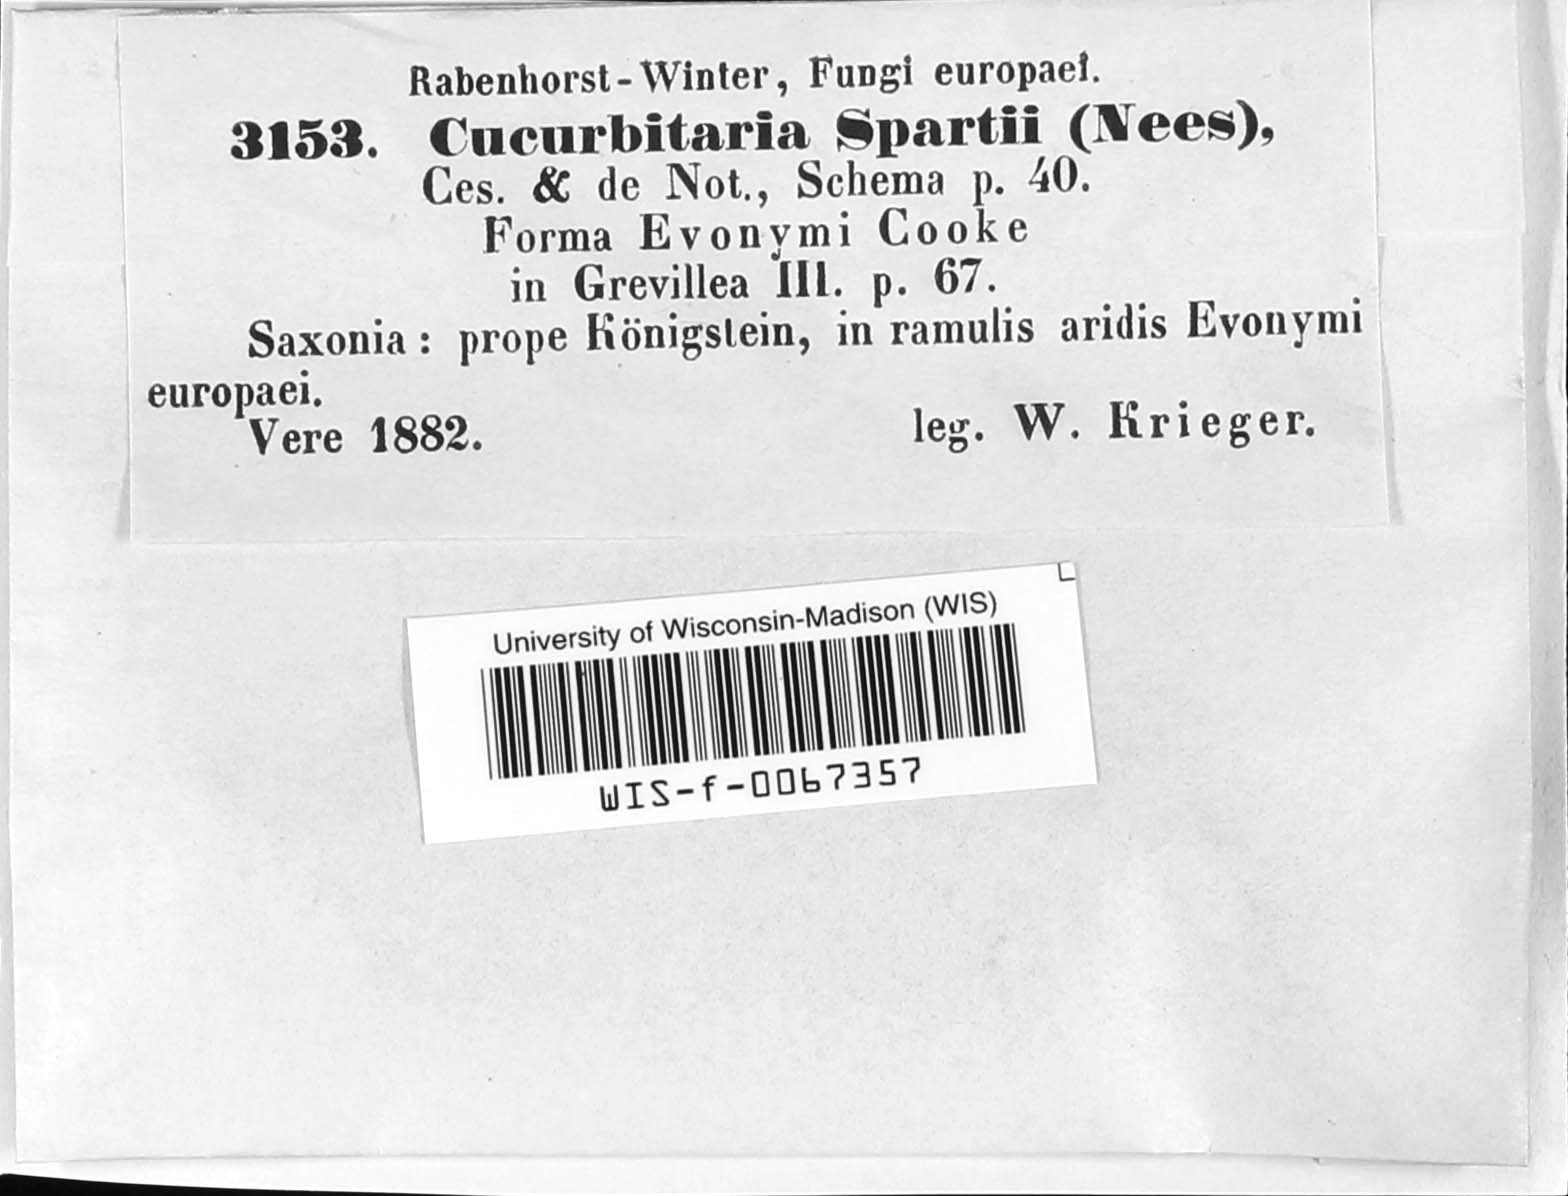 Rabenhorst-Winter, Fungi europaei.
3153. Cucurbitaria Spartii (Nees),
Ces. & de Not., Schema p. 40.
Forma Evonymi Cooke
in Grevillea III. p. 67.
Saxonia: prope Königstein, in ramulis aridis Evonymi
europaei.
Vere 1882. leg. W. Krieger.
University of Wisconsin-Madison (WIS)
WIS-f-0067357